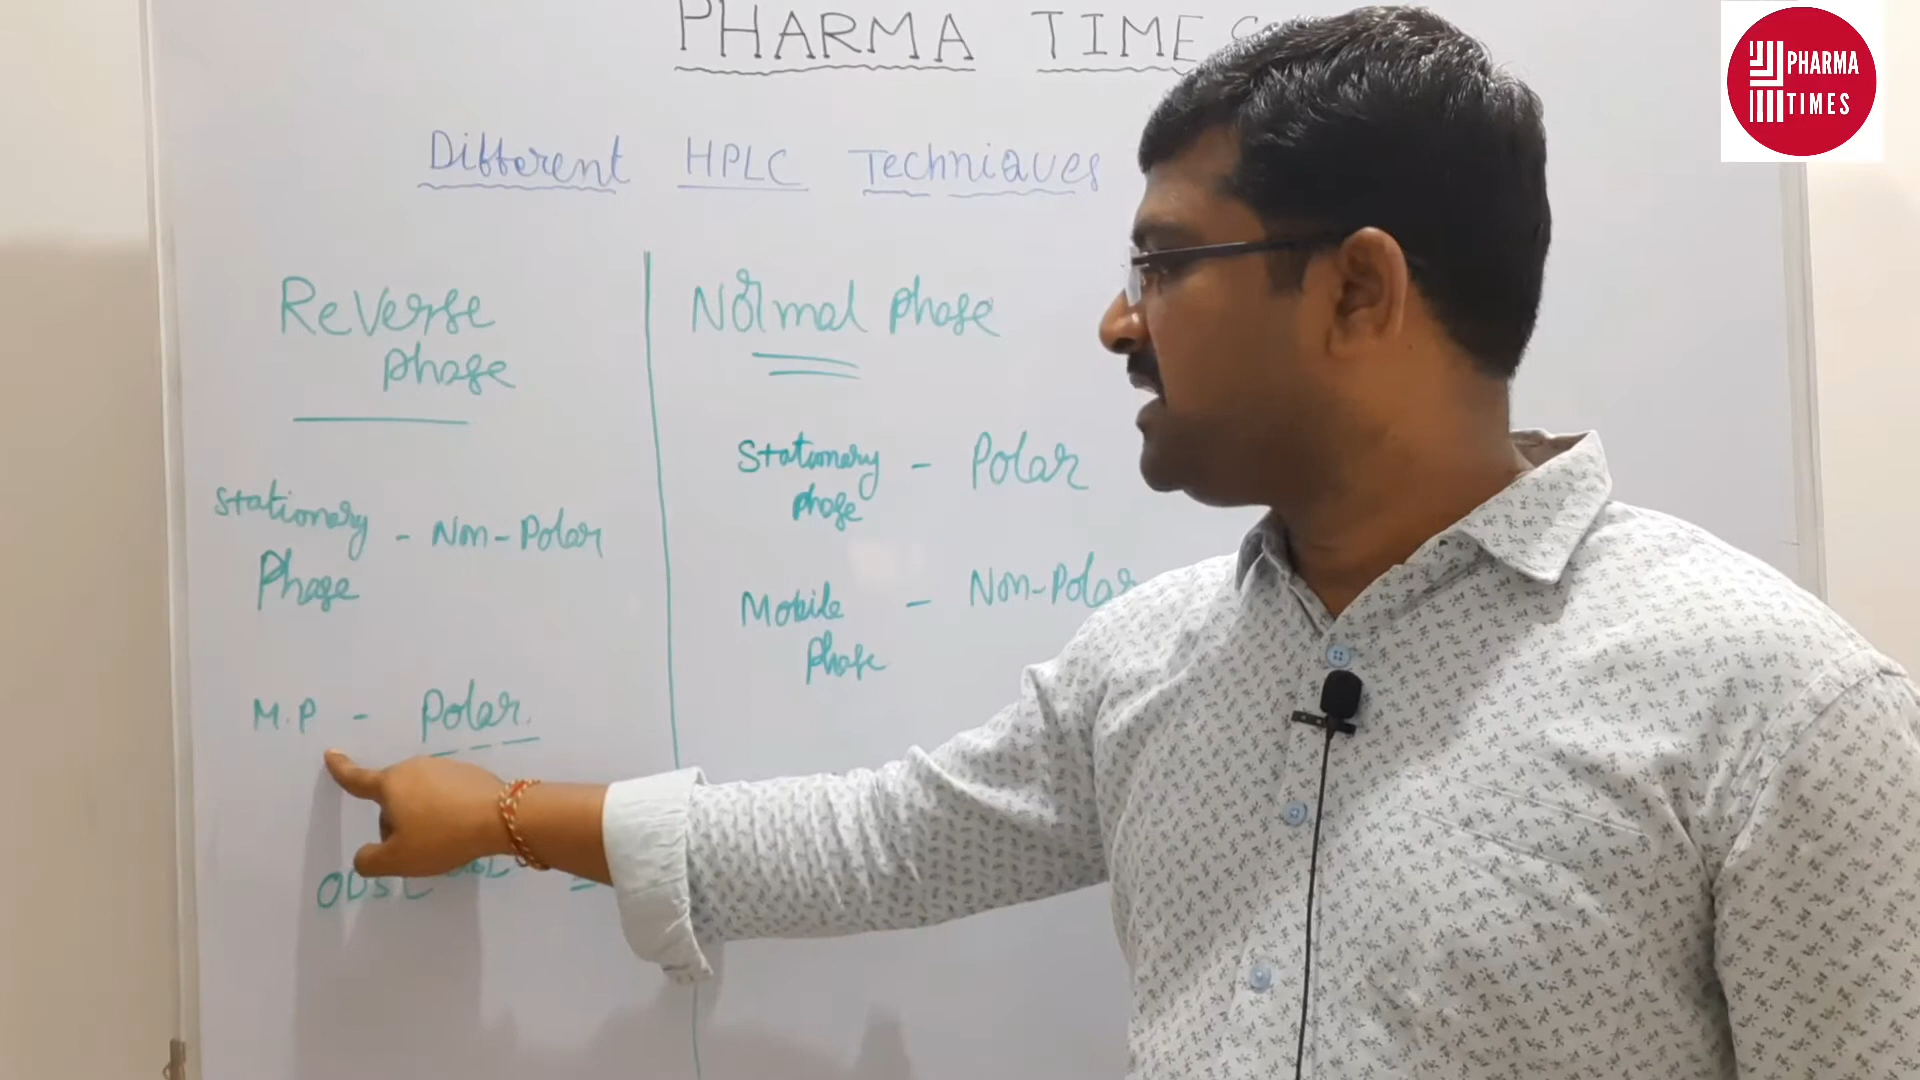 PHARMA TIMES
PHARMA
TIMES
Different HPLC Techniques
Reverse
phase
Stationary - Non-Polar
Phase
M.P - Polar
Normal phase
Stationary - Polar
phase
Mobile - Non-Polar
phase